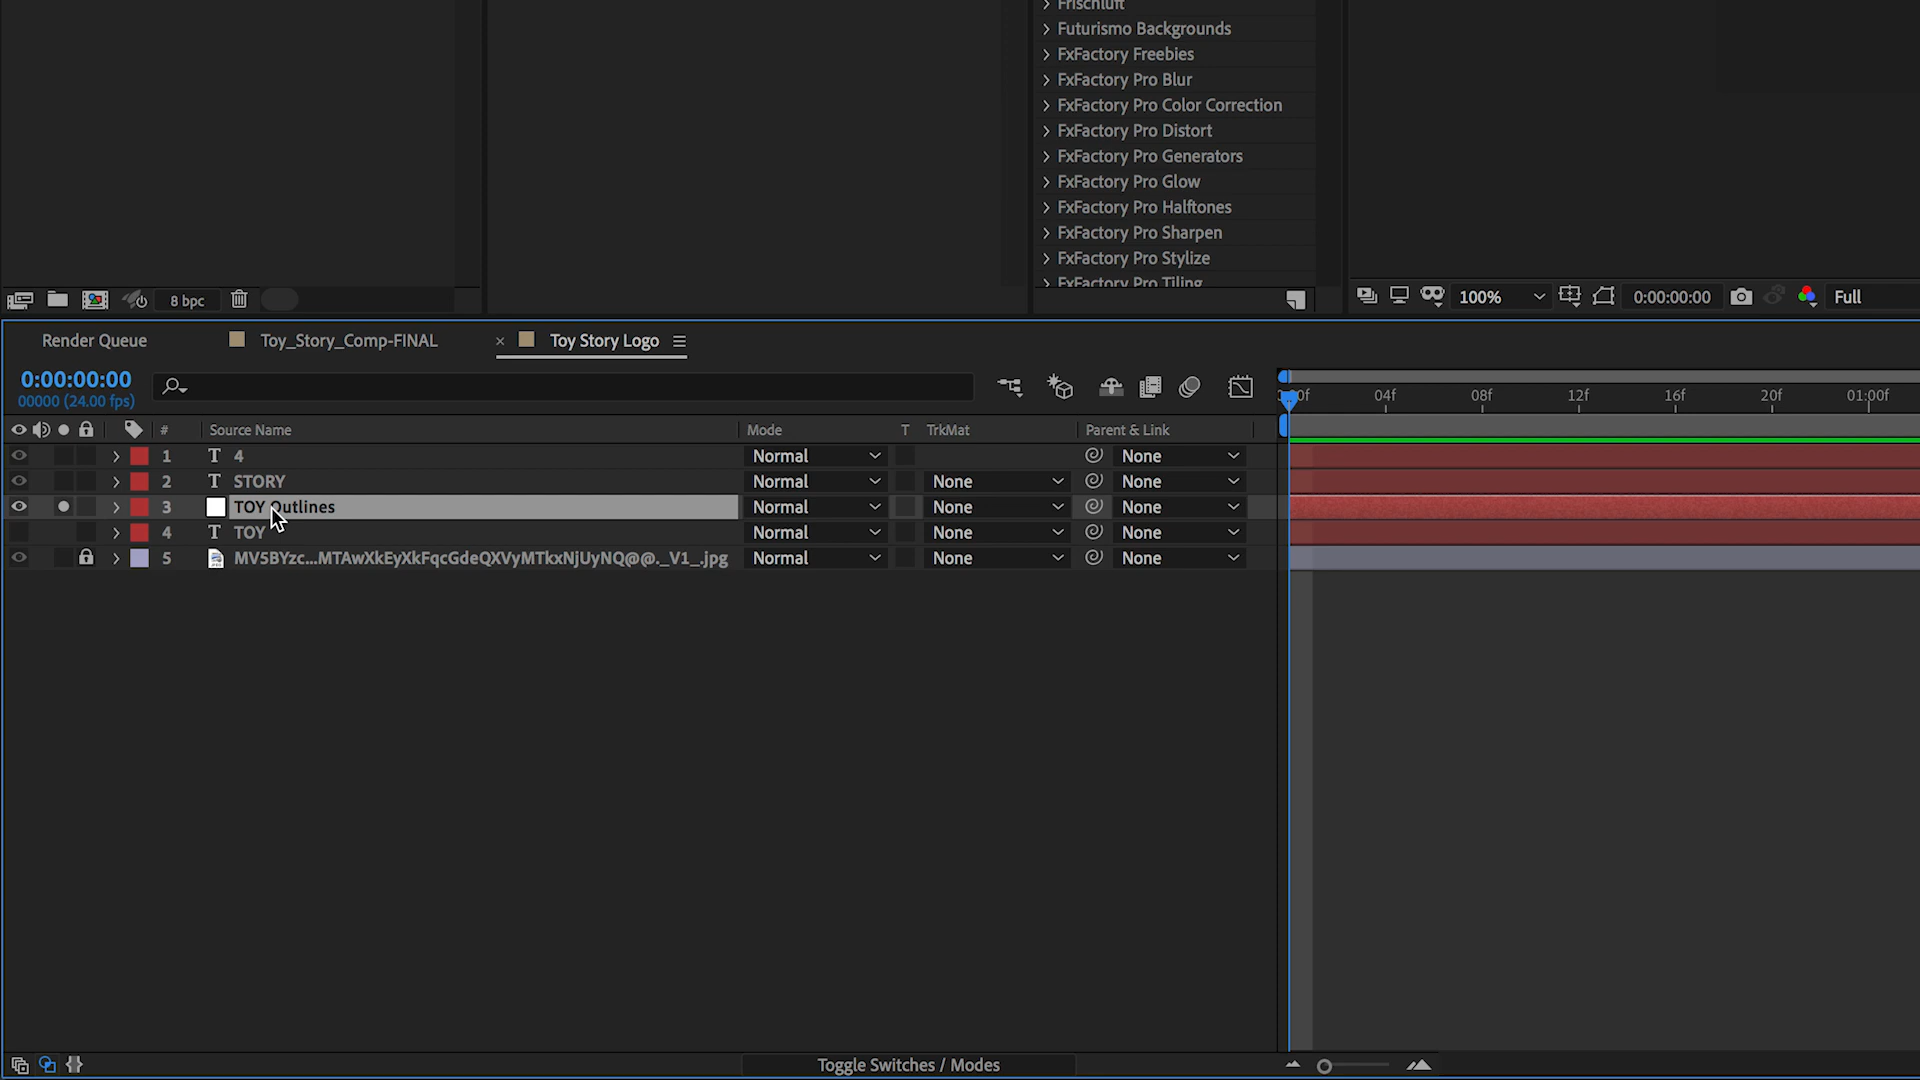 Frischluft
Futurismo Backgrounds
FxFactory Freebies
FxFactory Pro Blur
FxFactory Pro Color Correction
FxFactory Pro Distort
FxFactory Pro Generators
FxFactory Pro Glow
FxFactory Pro Halftones
FxFactory Pro Sharpen
FxFactory Pro Stylize
FxFactory Pro Tiling
8 bpc
100% 0:00:00:00 Full
Render Queue Toy_Story_Comp-FINAL × Toy Story Logo
0:00:00:00
00000 (24.00 fps)
04f 08f 12f 16f 20f 01:00f
# Source Name Mode T TrkMat Parent & Link
1 T 4 Normal None
2 T STORY Normal None None
3 TOY Outlines Normal None None
4 T TOY Normal None None
5 MV5BYzc...MTAwXkEyXkFqcGdeQXVyMTkxNjUyNQ@@._V1_.jpg Normal None None
Toggle Switches / Modes